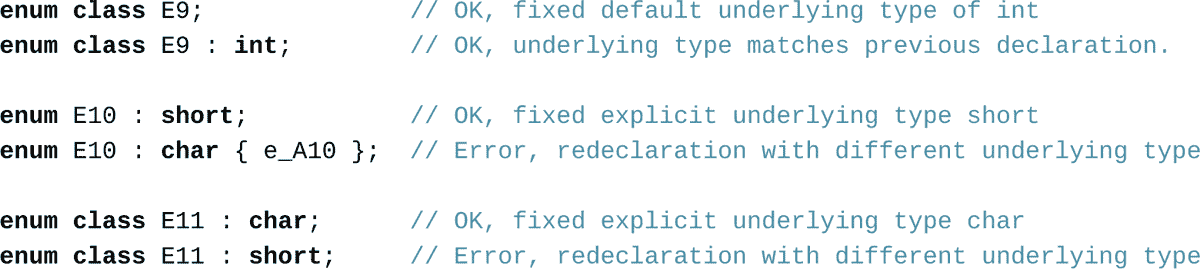 enum class E9;              // OK, fixed default underlying type of int
enum class E9 : int;        // OK, underlying type matches previous declaration.
enum E10 : short;           // OK, fixed explicit underlying type short
enum E10 : char { e_A10 };  // Error, redeclaration with different underlying type
enum class E11 : char;      // OK, fixed explicit underlying type char
enum class E11 : short;     // Error, redeclaration with different underlying type